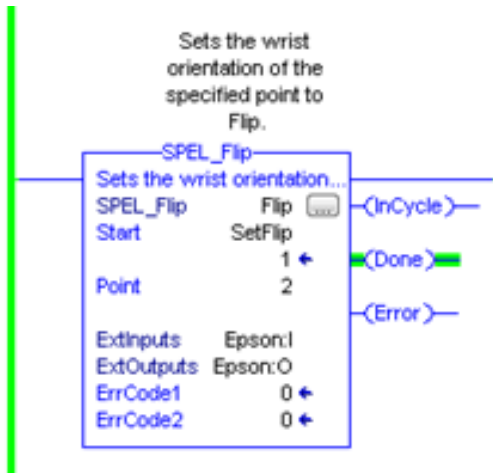 Sets the wrist
orientation of the
specified point to
Flip.
SPEL_Flip
Sets the wrist orientation...
SPEL_Flip Flip ...
(InCycle)
Start SetFlip
1
(Done)
Point 2
(Error)
ExtInputs Epson:I
ExtOutputs Epson:O
ErrCode1 0
ErrCode2 0